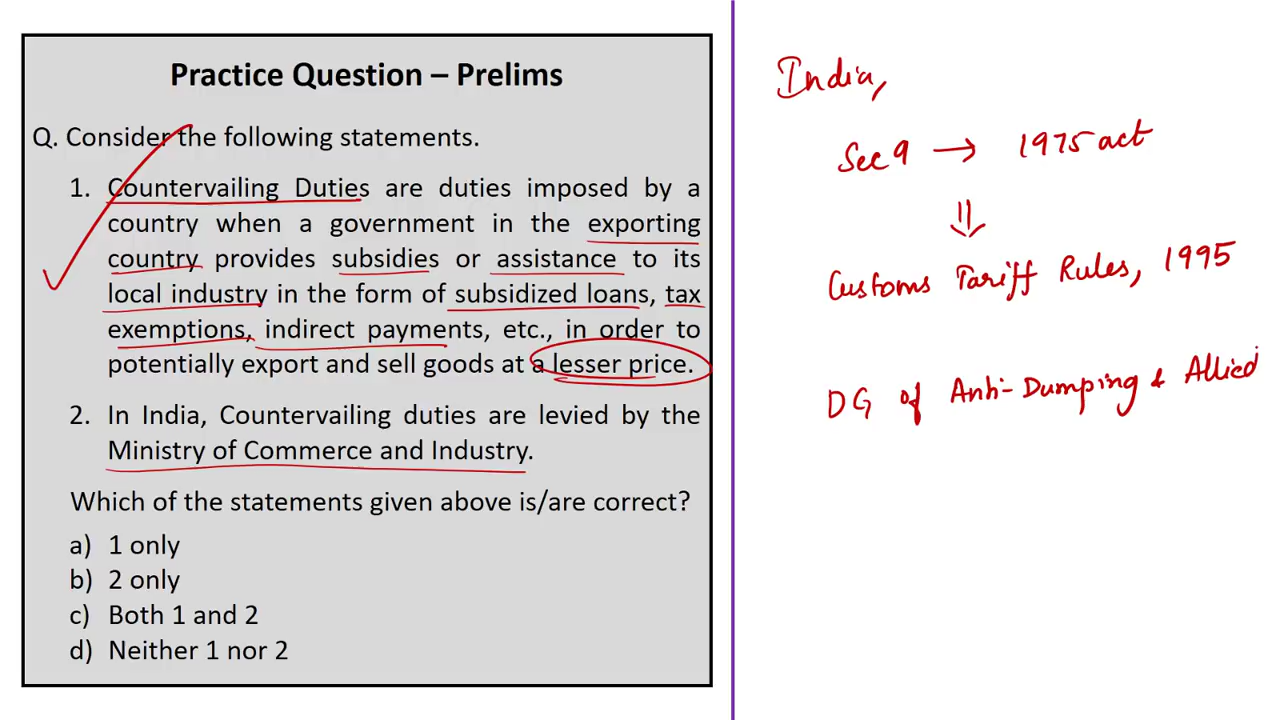 Practice Question – Prelims
Q. Consider the following statements.
1. Countervailing Duties are duties imposed by a
country when a government in the exporting
country provides subsidies or assistance to its
local industry in the form of subsidized loans, tax
exemptions, indirect payments, etc., in order to
potentially export and sell goods at a lesser price.
2. In India, Countervailing duties are levied by the
Ministry of Commerce and Industry.
Which of the statements given above is/are correct?
a) 1 only
b) 2 only
c) Both 1 and 2
d) Neither 1 nor 2
India,
Sec 9 → 1975 act
⇓
Customs Tariff Rules, 1995
DG of Anti-Dumping & Allied